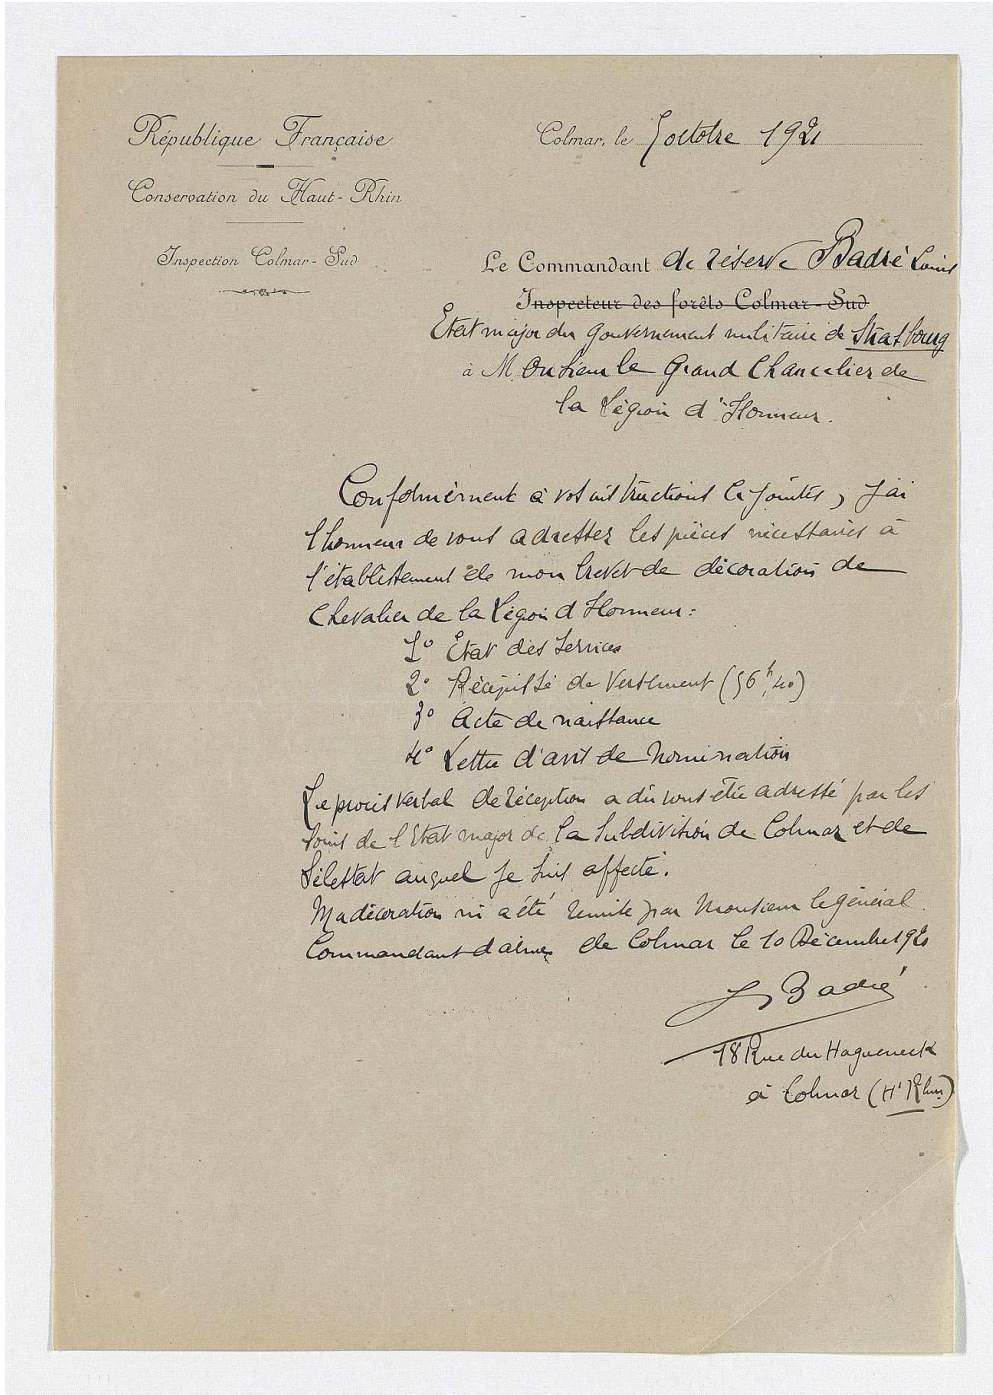 République Française
Conservation du Haut-Rhin
Inspection Colmar-Sud
Colmar, le 7 octobre 1921
Le Commandant de réserve Badré Louis
Inspecteur des forêts Colmar-Sud
Etat major du Gouvernement militaire de Strasbourg
à Monsieur le Grand Chancelier de
la Légion d'Honneur.
Conformément à vos instructions ci jointes, j'ai
l'honneur de vous adresser les pièces nécessaires à
l'établissement de mon brevet de décoration de
Chevalier de la Légion d'Honneur:
1° Etat des services
2° Récépissé de versement (56f,40)
3° Acte de naissance
4° Lettre d'avis de nomination
Le procès verbal de réception a dû vous être adressé par les
soins de l'Etat major de la Subdivision de Colmar et de
Sélestat auquel je suis affecté.
Ma décoration m'a été remise par Monsieur le Général
Commandant d'armes de Colmar le 10 Décembre 1920
Badré
18 Rue du Hagueneck
à Colmar (Ht Rhin)